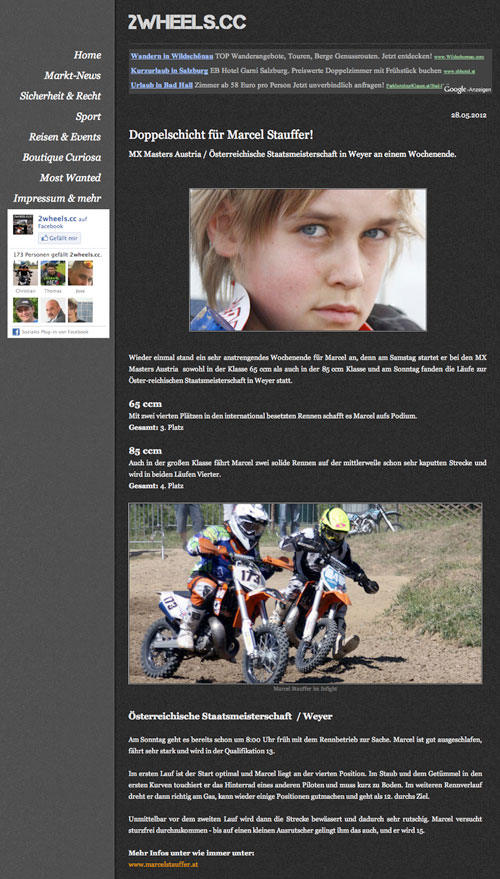 2WHEELS.CC
Home
Markt-News
Sicherheit & Recht
Sport
Reisen & Events
Boutique Curiosa
Most Wanted
Impressum & mehr
2wheels.cc auf
Facebook
Gefällt mir
173 Personen gefällt 2wheels.cc.
Christian Thomas
Soziales Plug-in von Facebook
Wandern in Wildschönau TOP Wanderangebote, Touren, Berge Genussrouten. Jetzt entdecken!
Kurzurlaub in Salzburg EB Hotel Garni Salzburg. Preiswerte Doppelzimmer mit Frühstück buchen
Urlaub in Bad Hall Zimmer ab 58 Euro pro Person Jetzt unverbindlich anfragen!
Google-Anzeigen
28.05.2012
Doppelschicht für Marcel Stauffer!
MX Masters Austria / Österreichische Staatsmeisterschaft in Weyer an einem Wochenende.
Wieder einmal stand ein sehr anstrengendes Wochenende für Marcel an, denn am Samstag startet er bei den MX
Masters Austria sowohl in der Klasse 65 ccm als auch in der 85 ccm Klasse und am Sonntag fanden die Läufe zur
Öster-reichischen Staatsmeisterschaft in Weyer statt.
65 ccm
Mit zwei vierten Plätzen in den international besetzten Rennen schafft es Marcel aufs Podium.
Gesamt: 3. Platz
85 ccm
Auch in der großen Klasse fährt Marcel zwei solide Rennen auf der mittlerweile schon sehr kaputten Strecke und
wird in beiden Läufen Vierter.
Gesamt: 4. Platz
173
173
Marcel Stauffer im Infight
Österreichische Staatsmeisterschaft / Weyer
Am Sonntag geht es bereits schon um 8:00 Uhr früh mit dem Rennbetrieb zur Sache. Marcel ist gut ausgeschlafen,
fährt sehr stark und wird in der Qualifikation 13.
Im ersten Lauf ist der Start optimal und Marcel liegt an der vierten Position. Im Staub und dem Getümmel in den
ersten Kurven touchiert er das Hinterrad eines anderen Piloten und muss kurz zu Boden. Im weiteren Rennverlauf
dreht er dann richtig am Gas, kann wieder einige Positionen gutmachen und geht als 12. durchs Ziel.
Unmittelbar vor dem zweiten Lauf wird dann die Strecke bewässert und dadurch sehr rutschig. Marcel versucht
sturzfrei durchzukommen - bis auf einen kleinen Ausrutscher gelingt ihm das auch, und er wird 15.
Mehr Infos unter wie immer unter:
www.marcelstauffer.at